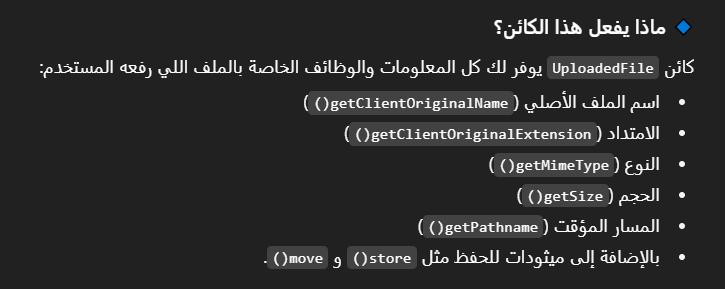 🔹 ماذا يفعل هذا الكائن؟
كائن UploadedFile يوفر لك كل المعلومات والوظائف الخاصة بالملف اللي رفعه المستخدم:
• اسم الملف الأصلي (getClientOriginalName())
• الامتداد (getClientOriginalExtension())
• النوع (getMimeType())
• الحجم (getSize())
• المسار المؤقت (getPathname())
• بالإضافة إلى ميثودات للحفظ مثل store() و move().